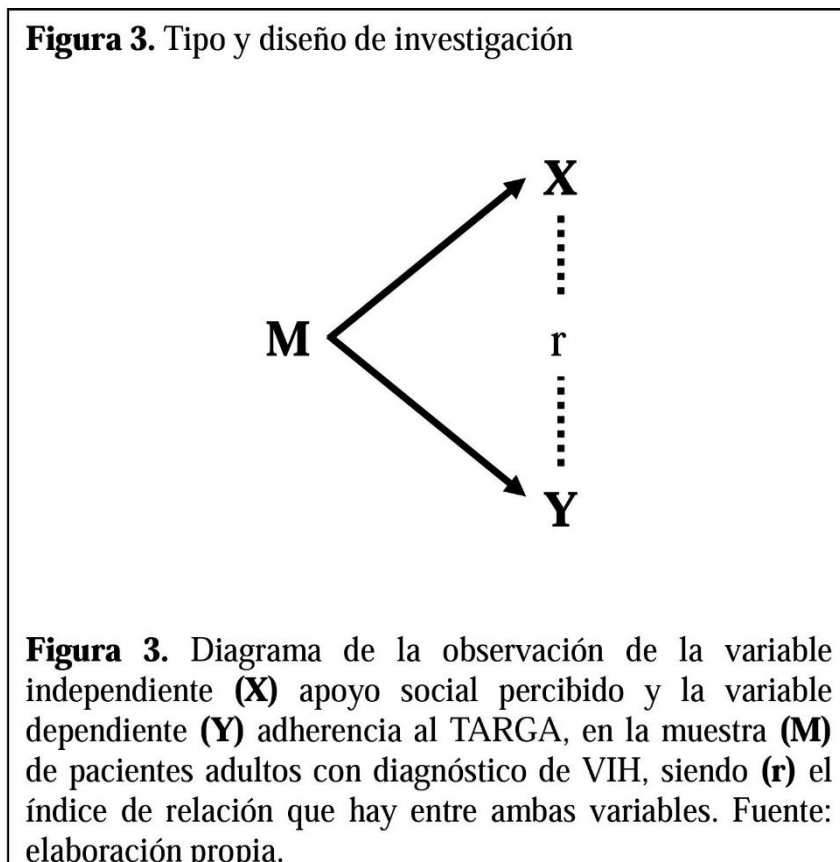 Figura 3. Tipo y diseño de investigación
X
M
r
Y
Figura 3. Diagrama de la observación de la variable
independiente (X) apoyo social percibido y la variable
dependiente (Y) adherencia al TARGA, en la muestra (M)
de pacientes adultos con diagnóstico de VIH, siendo (r) el
índice de relación que hay entre ambas variables. Fuente:
elaboración propia.